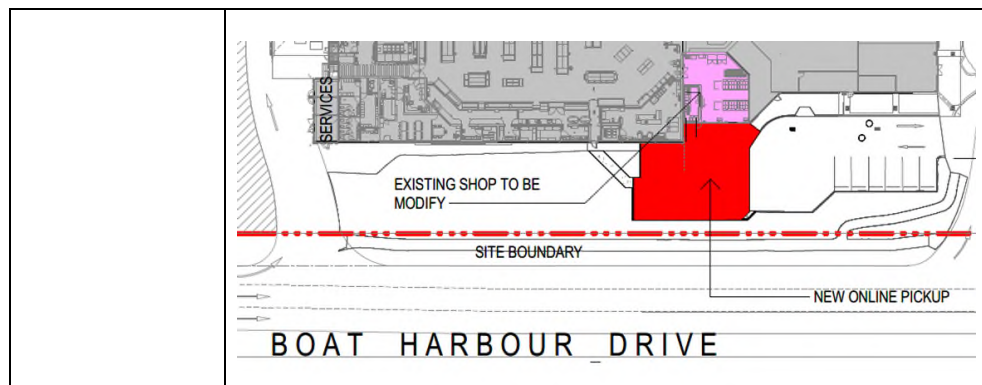 SERVICES
EXISTING SHOP TO BE
MODIFY
SITE BOUNDARY
NEW ONLINE PICKUP
BOAT HARBOUR DRIVE